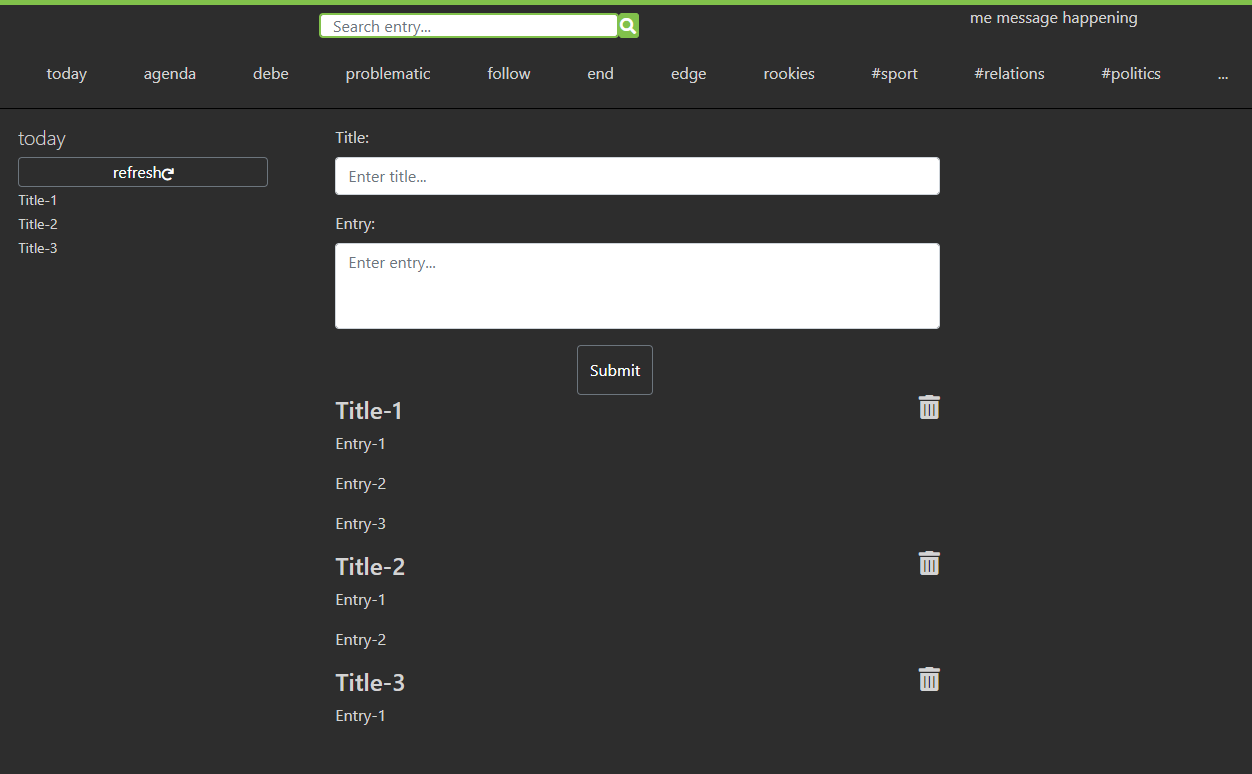 Search entry...
me message happening
today agenda debe problematic follow end edge rookies #sport #relations #politics ...
today
refresh
Title-1
Title-2
Title-3
Title:
Enter title...
Entry:
Enter entry...
Submit
Title-1
Entry-1
Entry-2
Entry-3
Title-2
Entry-1
Entry-2
Title-3
Entry-1